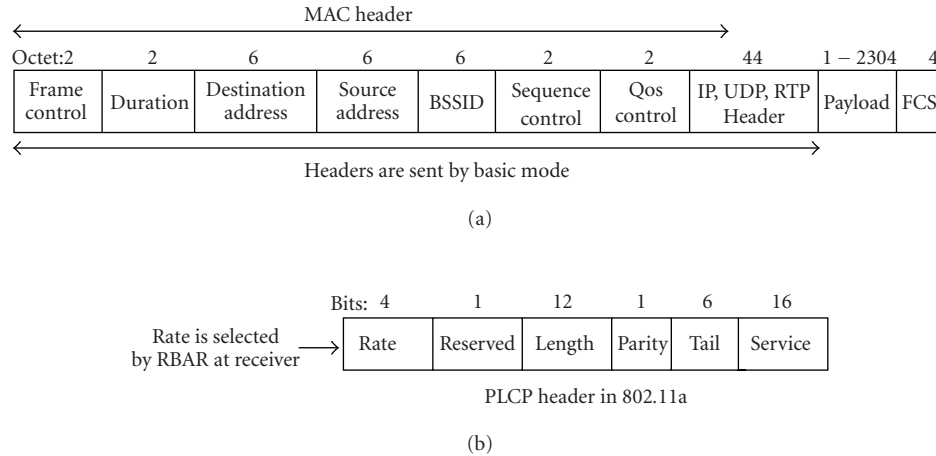 MAC header
Octet:2 2 6 6 6 2 2 44 1 − 2304 4
Frame control Duration Destination address Source address BSSID Sequence control Qos control IP, UDP, RTP Header Payload FCS
Headers are sent by basic mode
(a)
Bits: 4 1 12 1 6 16
Rate is selected by RBAR at receiver
Rate Reserved Length Parity Tail Service
PLCP header in 802.11a
(b)